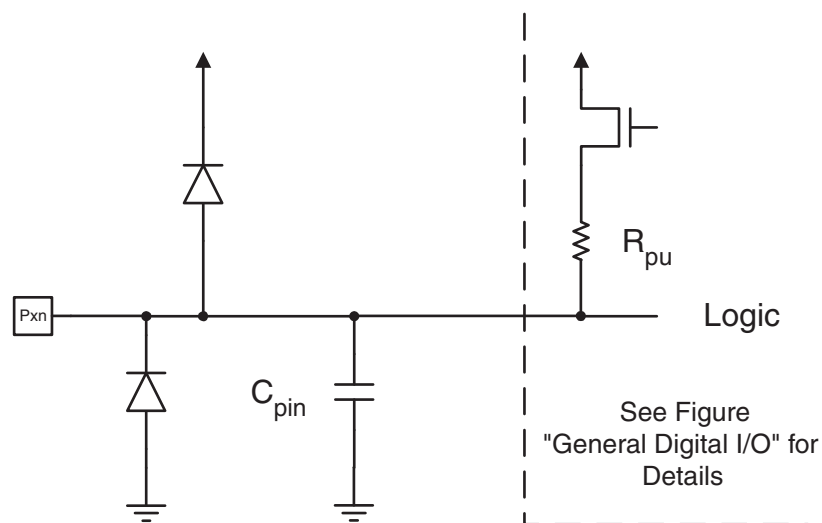 Pxn
C pin
R pu
Logic
See Figure
"General Digital I/O" for
Details